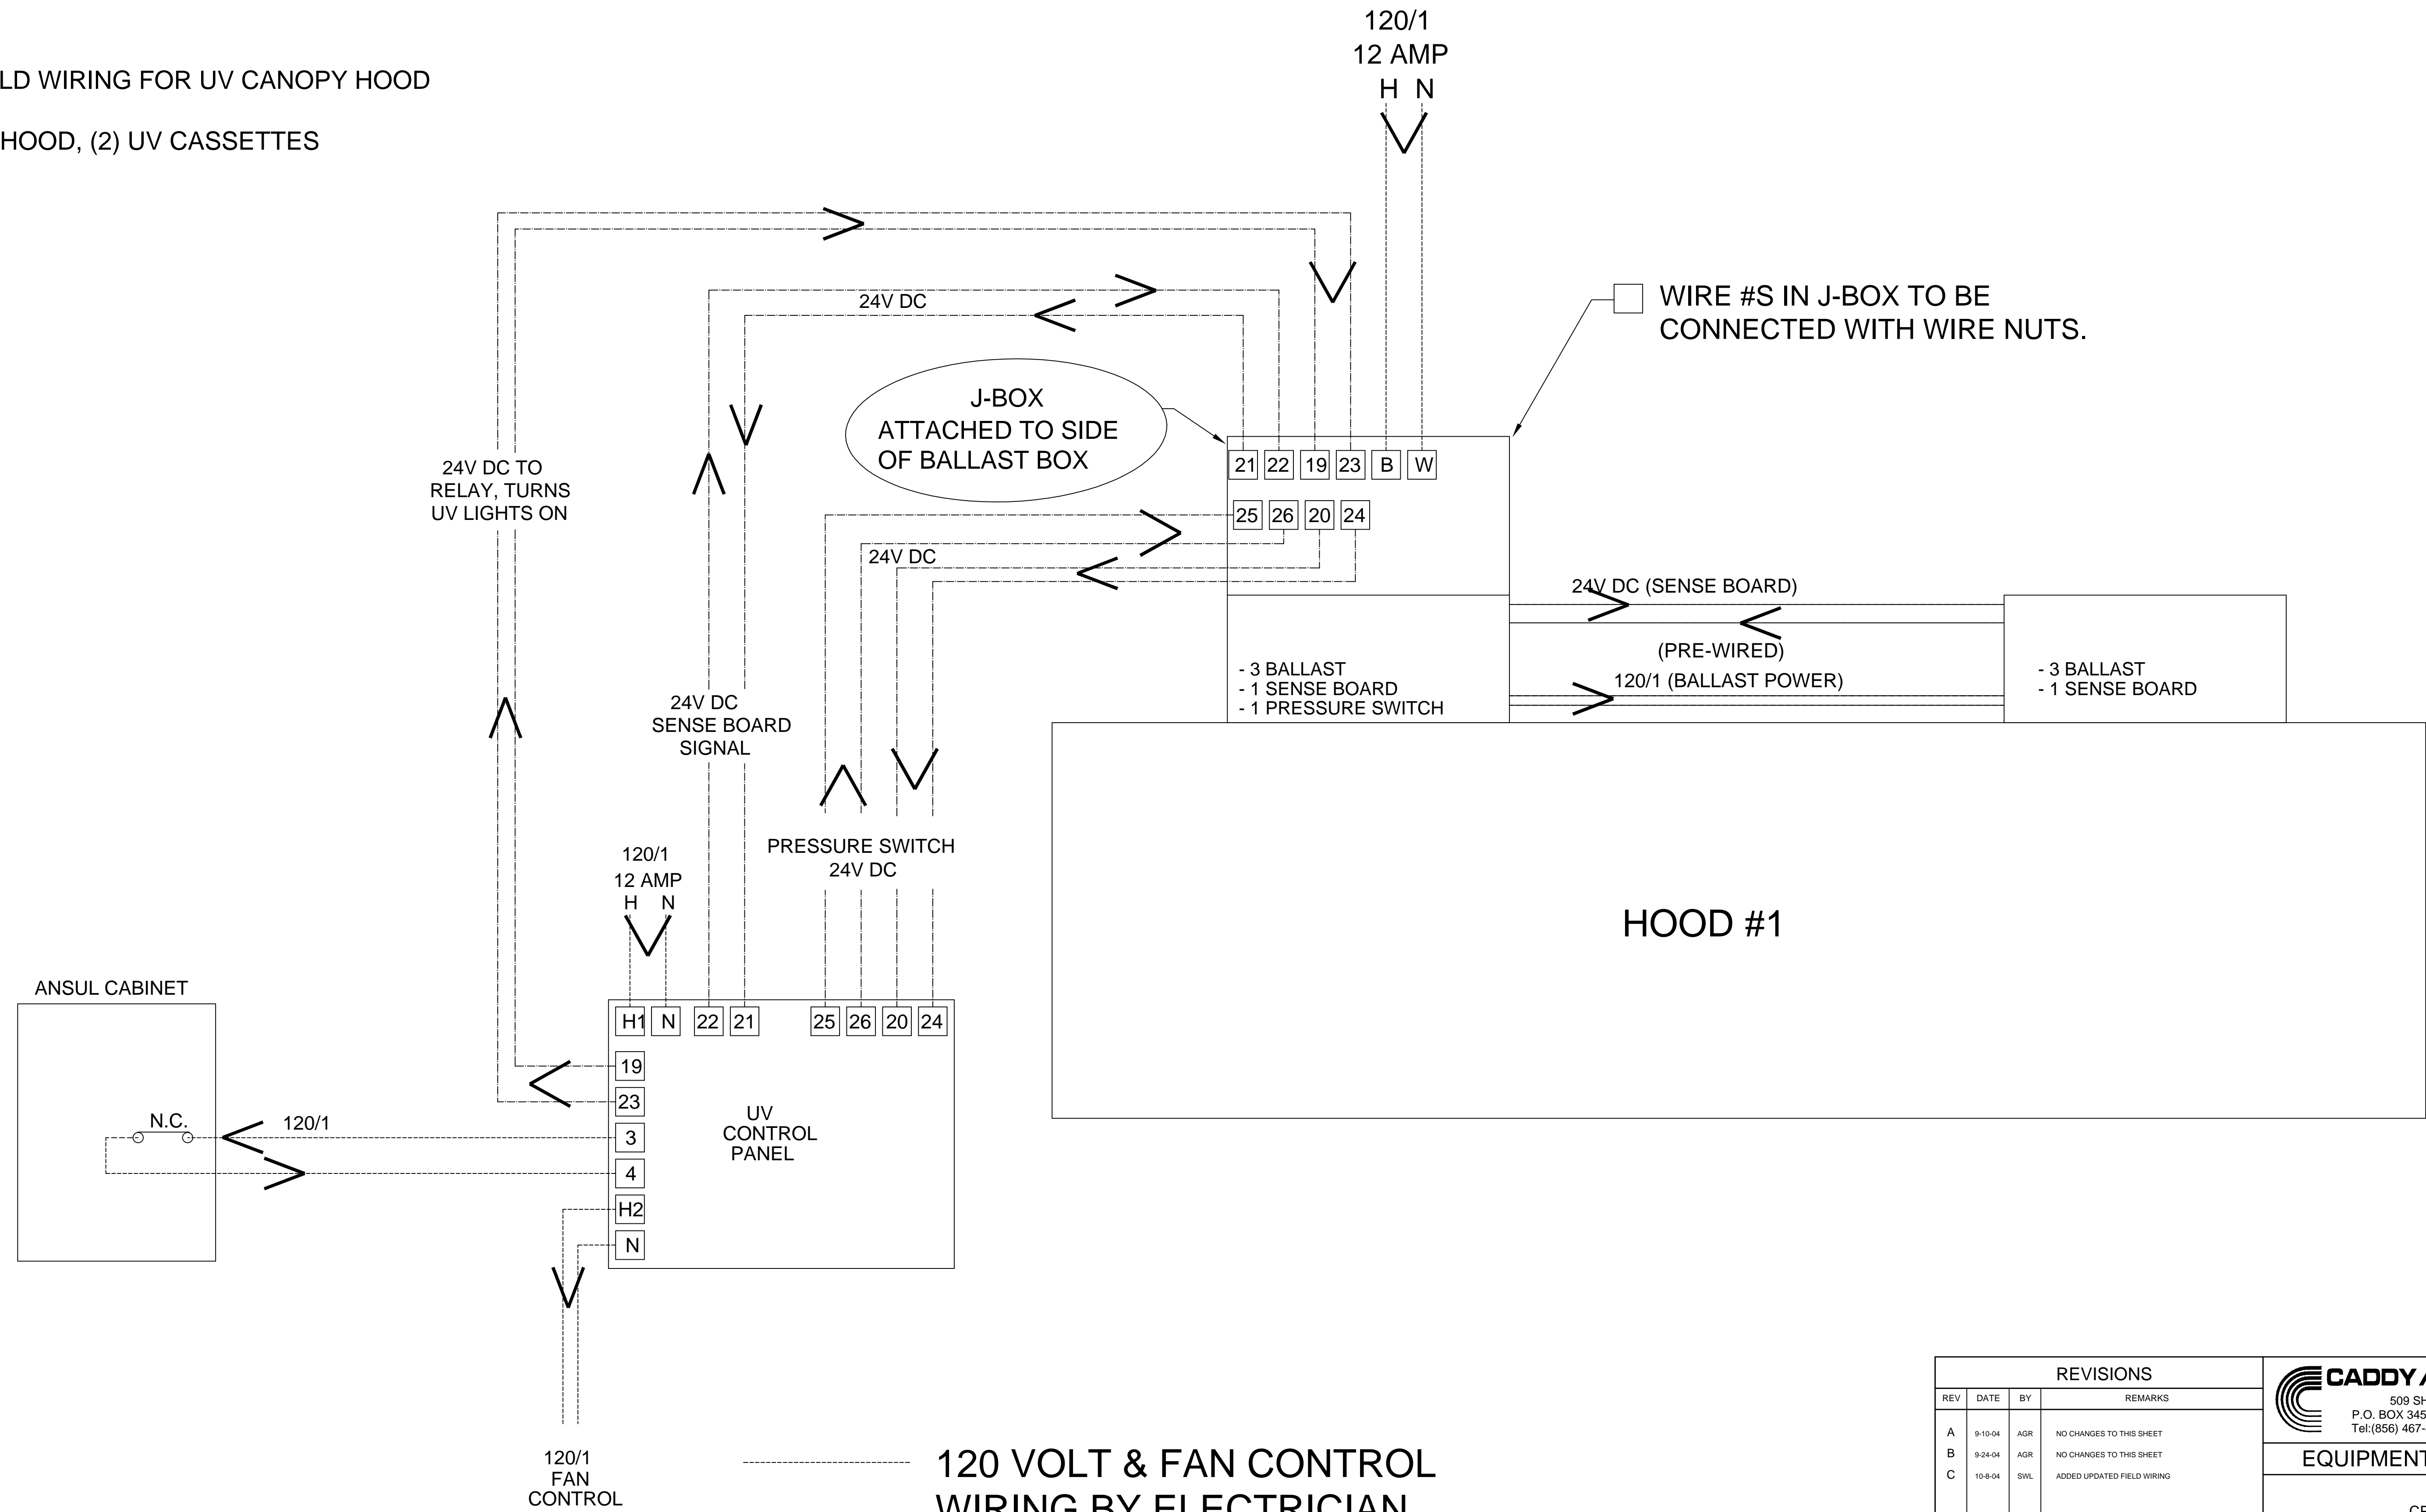 120/1
12 AMP
H N
LD WIRING FOR UV CANOPY HOOD
HOOD, (2) UV CASSETTES
24V DC
WIRE #S IN J-BOX TO BE
CONNECTED WITH WIRE NUTS.
J-BOX
ATTACHED TO SIDE
OF BALLAST BOX
24V DC TO
RELAY, TURNS
UV LIGHTS ON
21 22 19 23 B W
25 26 20 24
24V DC
24V DC (SENSE BOARD)
(PRE-WIRED)
120/1 (BALLAST POWER)
- 3 BALLAST
- 1 SENSE BOARD
- 1 PRESSURE SWITCH
- 3 BALLAST
- 1 SENSE BOARD
24V DC
SENSE BOARD
SIGNAL
PRESSURE SWITCH
24V DC
120/1
12 AMP
H N
HOOD #1
ANSUL CABINET
N.C.
120/1
H1 N 22 21 25 26 20 24
19
23
3
4
H2
N
UV
CONTROL
PANEL
120/1
FAN
CONTROL
120 VOLT & FAN CONTROL
WIRING BY ELECTRICIAN
REVISIONS
REV DATE BY REMARKS
A 9-10-04 AGR NO CHANGES TO THIS SHEET
B 9-24-04 AGR NO CHANGES TO THIS SHEET
C 10-8-04 SWL ADDED UPDATED FIELD WIRING
CADDY
509 SH
P.O. BOX 345
Tel:(856) 467-
EQUIPMENT